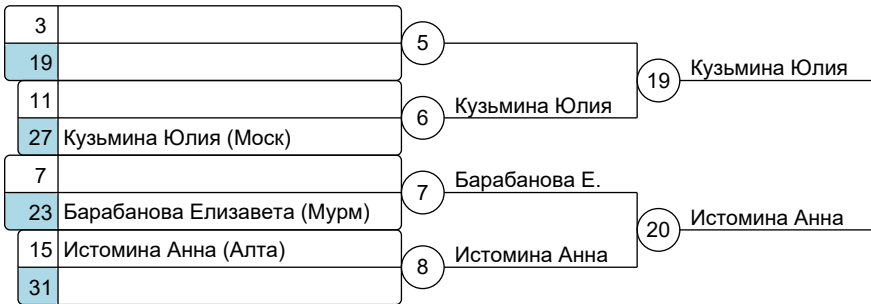 3
5
19
19 Кузьмина Юлия
11
6 Кузьмина Юлия
27 Кузьмина Юлия (Моск)
7
7 Барабанова Е.
23 Барабанова Елизавета (Мурм)
20 Истомина Анна
15 Истомина Анна (Алта)
8 Истомина Анна
31